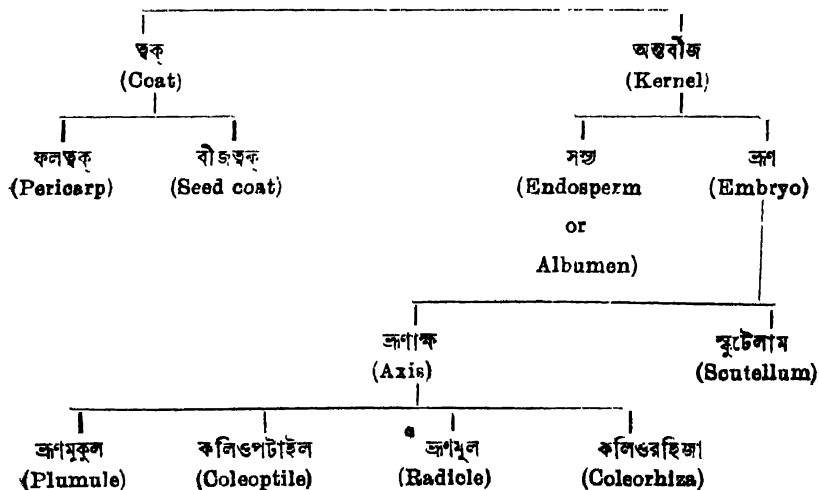 ত্বক্ অন্তর্বীজ
(Coat) (Kernel)
ফলত্বক্ বীজত্বক্ সস্য ভ্রূণ
(Pericarp) (Seed coat) (Endosperm (Embryo)
or
Albumen)
ভ্রূণাক্ষ স্কুটেলাম
(Axis) (Scutellum)
ভ্রূণমুকুল কলিওপটাইল ভ্রূণমূল কলিওরহিজা
(Plumule) (Coleoptile) (Radicle) (Coleorhiza)